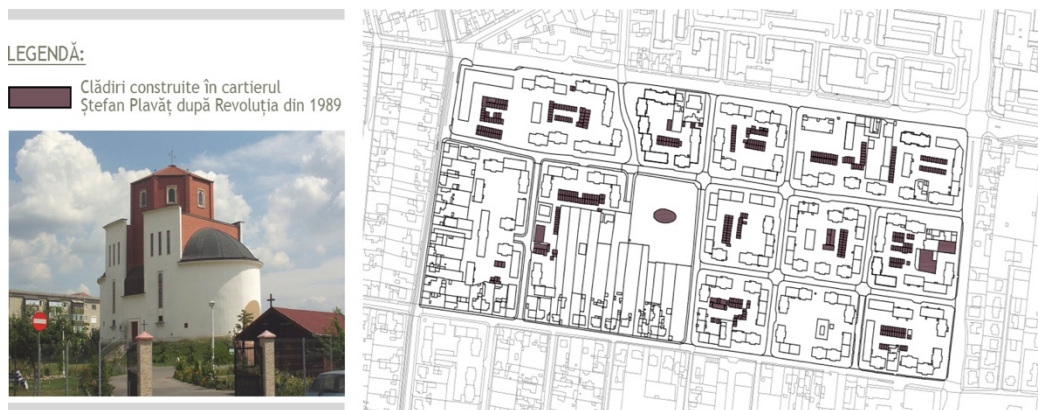 LEGENDĂ:
Clădiri construite în cartierul
Ștefan Plavăț după Revoluția din 1989